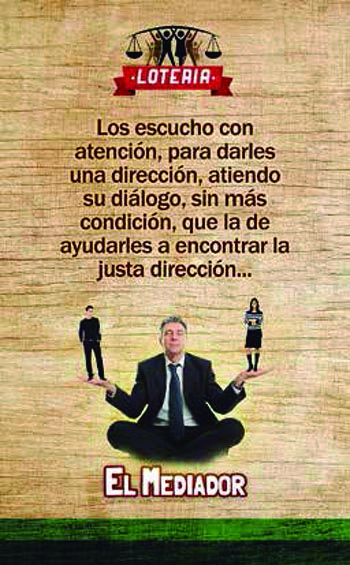 LOTERIA
Los escucho con
atención, para darles
una dirección, atiendo
su diálogo, sin más
condición, que la de
ayudarles a encontrar la
justa dirección...
EL MEDIADOR